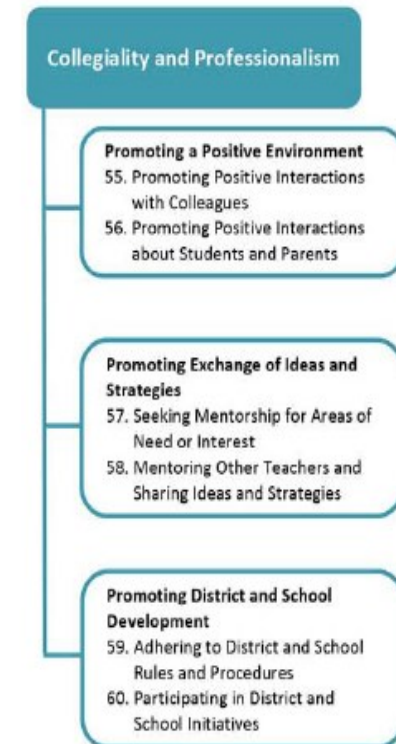 Collegiality and Professionalism
Promoting a Positive Environment
55. Promoting Positive Interactions
with Colleagues
56. Promoting Positive Interactions
about Students and Parents
Promoting Exchange of Ideas and
Strategies
57. Seeking Mentorship for Areas of
Need or Interest
58. Mentoring Other Teachers and
Sharing Ideas and Strategies
Promoting District and School
Development
59. Adhering to District and School
Rules and Procedures
60. Participating in District and
School Initiatives